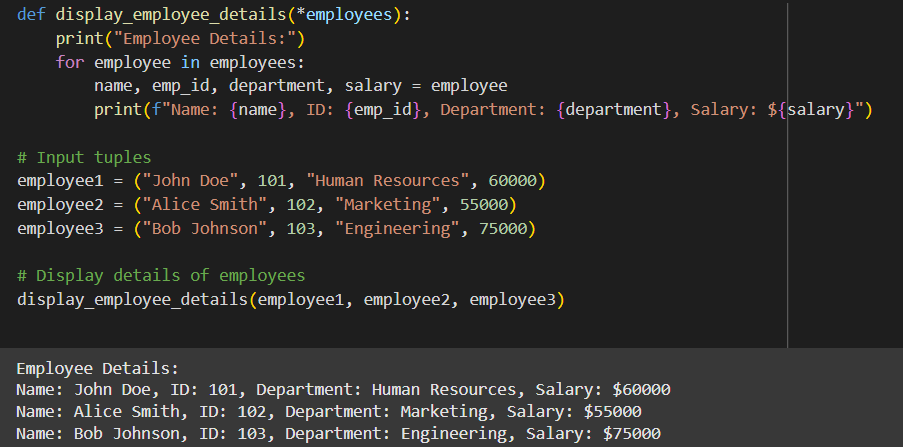 def display_employee_details(*employees):
    print("Employee Details:")
    for employee in employees:
        name, emp_id, department, salary = employee
        print(f"Name: {name}, ID: {emp_id}, Department: {department}, Salary: ${salary}")
# Input tuples
employee1 = ("John Doe", 101, "Human Resources", 60000)
employee2 = ("Alice Smith", 102, "Marketing", 55000)
employee3 = ("Bob Johnson", 103, "Engineering", 75000)
# Display details of employees
display_employee_details(employee1, employee2, employee3)
Employee Details:
Name: John Doe, ID: 101, Department: Human Resources, Salary: $60000
Name: Alice Smith, ID: 102, Department: Marketing, Salary: $55000
Name: Bob Johnson, ID: 103, Department: Engineering, Salary: $75000